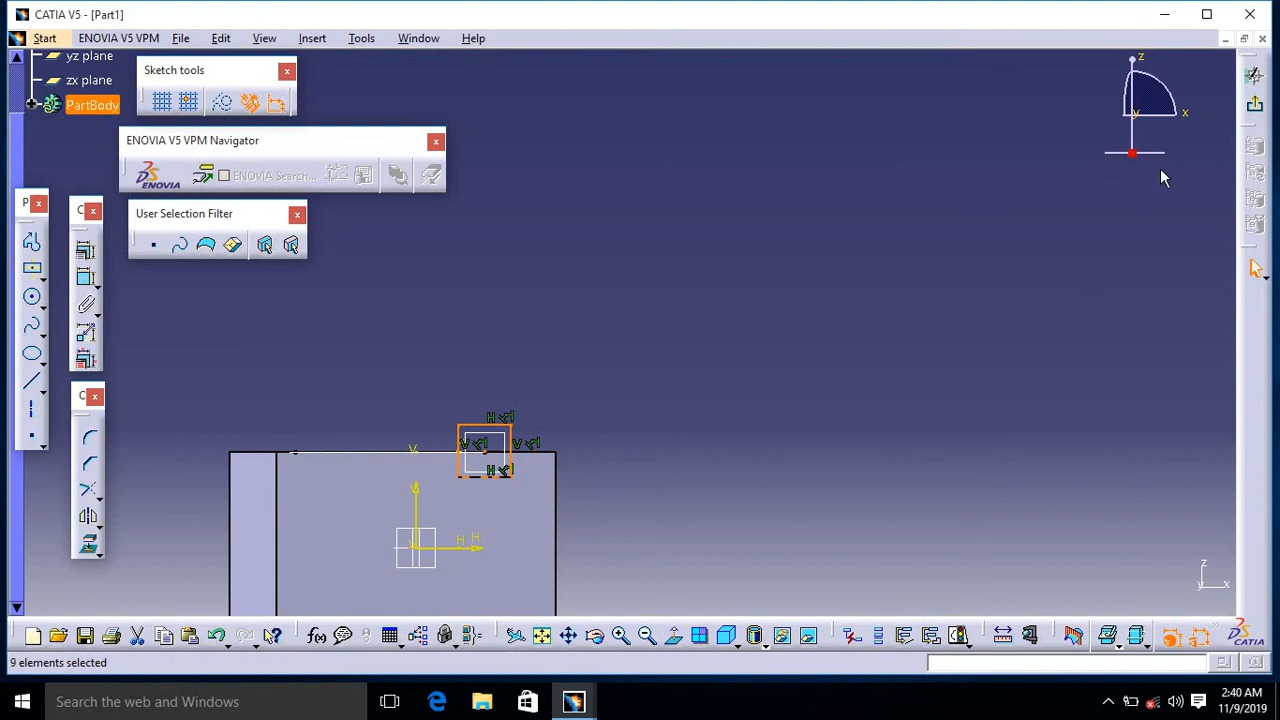 CATIA V5 - [Part1]
Start ENOVIA V5 VPM File Edit View Insert Tools Window Help
yz plane
zx plane
PartBody
Sketch tools
ENOVIA V5 VPM Navigator
ENOVIA
ENOVIA Search...
User Selection Filter
P
C
C
z
x
y
H
V
V
H
V
V
H H
z
y x
f(x)
CATIA
9 elements selected
Search the web and Windows
2:40 AM
11/9/2019